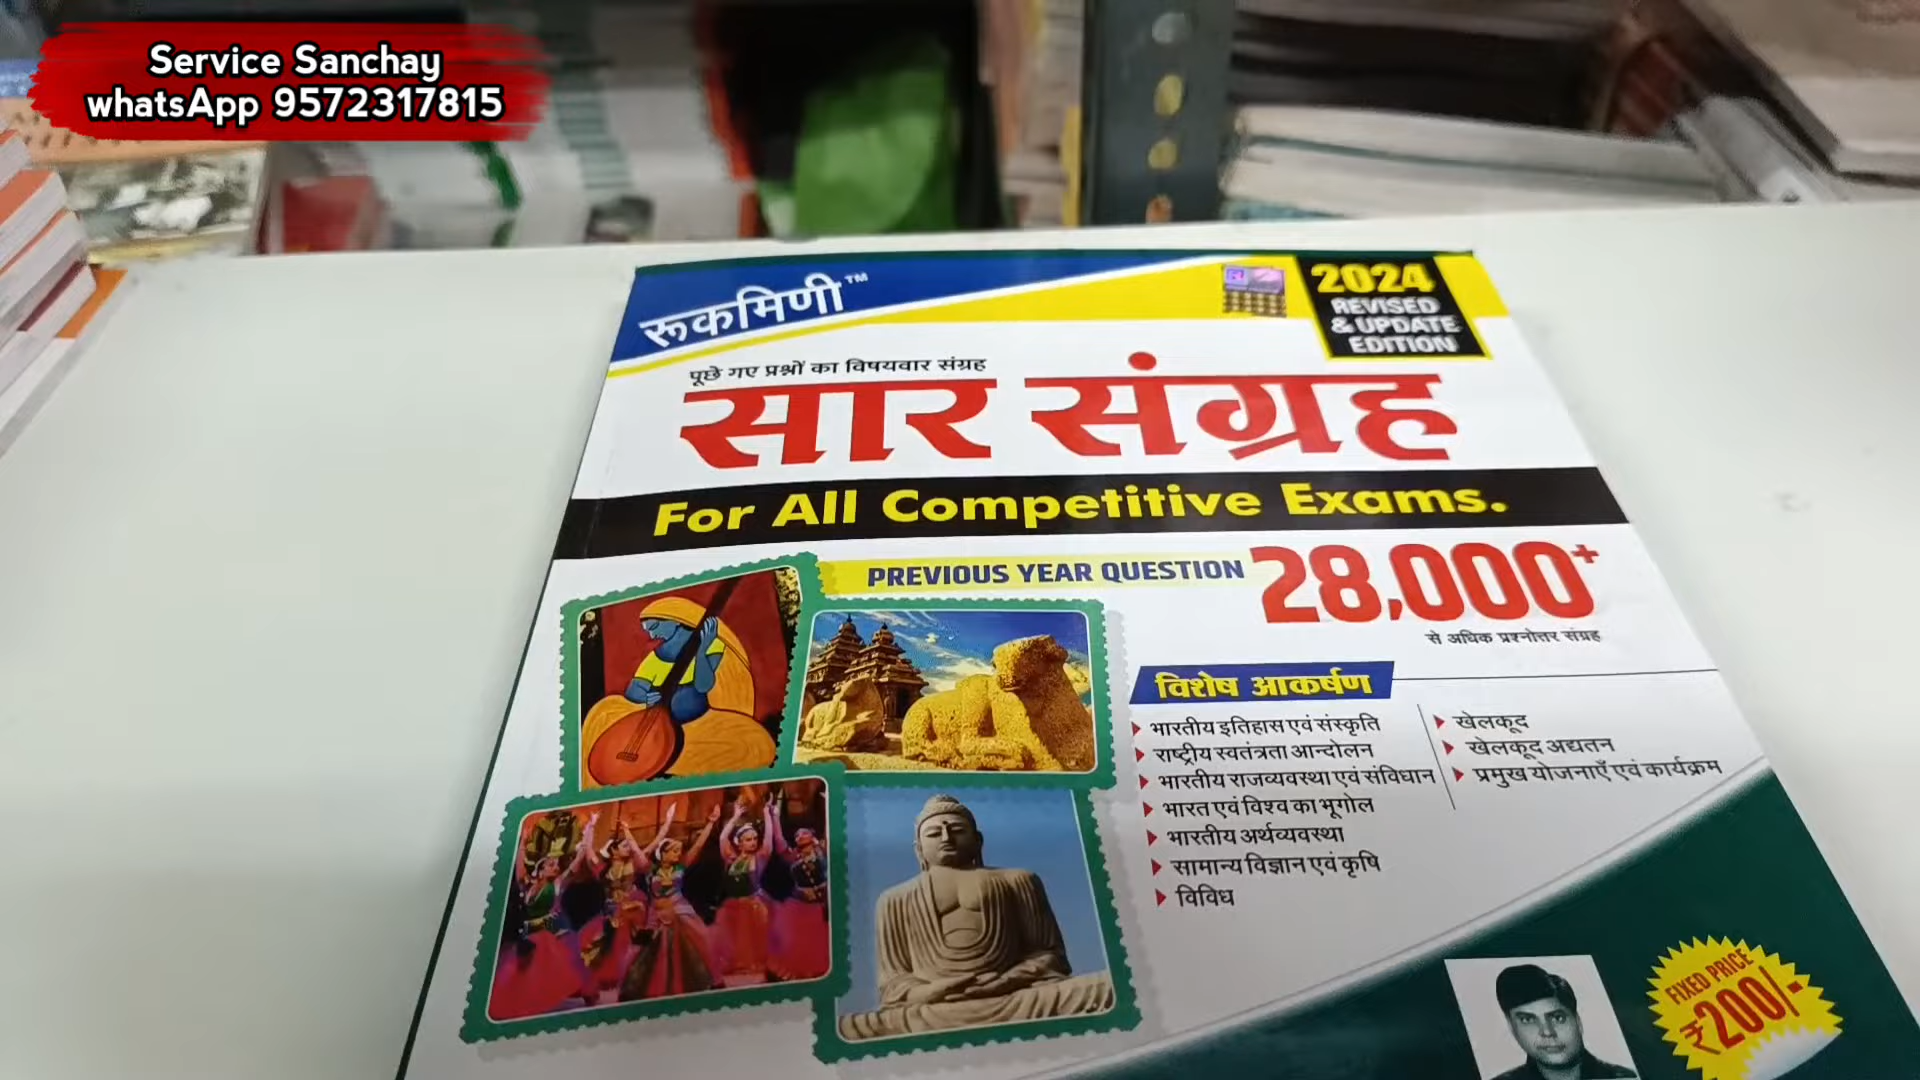 Service Sanchay
whatsApp 9572317815
रूकमिणी™
2024
REVISED
& UPDATE
EDITION
पूछे गए प्रश्नों का विषयवार संग्रह
सार संग्रह
For All Competitive Exams.
PREVIOUS YEAR QUESTION 28,000+
से अधिक प्रश्नोत्तर संग्रह
विशेष आकर्षण
भारतीय इतिहास एवं संस्कृति
राष्ट्रीय स्वतंत्रता आन्दोलन
भारतीय राजव्यवस्था एवं संविधान
भारत एवं विश्व का भूगोल
भारतीय अर्थव्यवस्था
सामान्य विज्ञान एवं कृषि
विविध
खेलकूद
खेलकूद अद्यतन
प्रमुख योजनाएँ एवं कार्यक्रम
FIXED PRICE
₹200/-